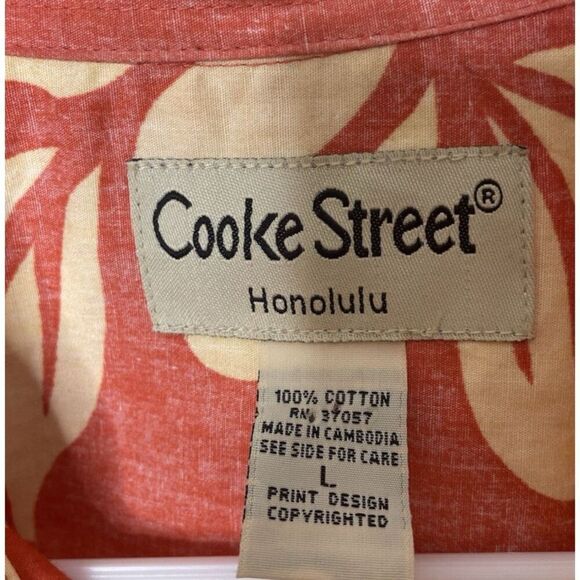 Cooke Street®
Honolulu
100% COTTON
RN 37057
MADE IN CAMBODIA
SEE SIDE FOR CARE
L
PRINT DESIGN
COPYRIGHTED